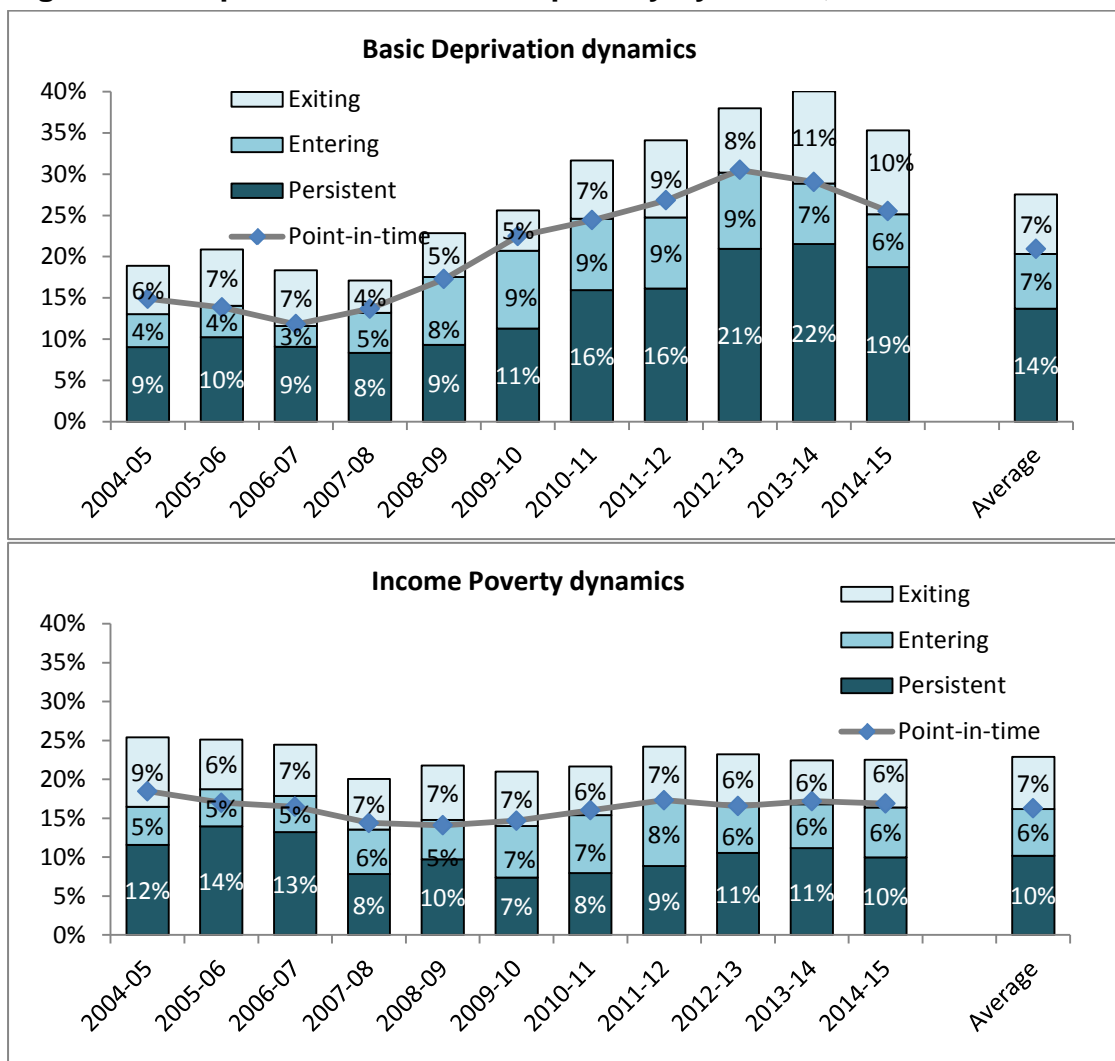 Basic Deprivation dynamics
40%
35%
30%
25%
20%
15%
10%
5%
0%
Exiting
Entering
Persistent
Point-in-time
6% 7% 7% 4% 5% 5% 7% 9% 8% 11% 10% 7%
4% 4% 3% 5% 8% 9% 9% 9% 9% 7% 6% 7%
9% 10% 9% 8% 9% 11% 16% 16% 21% 22% 19% 14%
2004-05 2005-06 2006-07 2007-08 2008-09 2009-10 2010-11 2011-12 2012-13 2013-14 2014-15 Average
Income Poverty dynamics
40%
35%
30%
25%
20%
15%
10%
5%
0%
Exiting
Entering
Persistent
Point-in-time
9% 6% 7% 7% 7% 7% 6% 7% 6% 6% 6% 7%
5% 5% 5% 6% 5% 7% 7% 8% 6% 6% 6% 6%
12% 14% 13% 8% 10% 7% 8% 9% 11% 11% 10% 10%
2004-05 2005-06 2006-07 2007-08 2008-09 2009-10 2010-11 2011-12 2012-13 2013-14 2014-15 Average